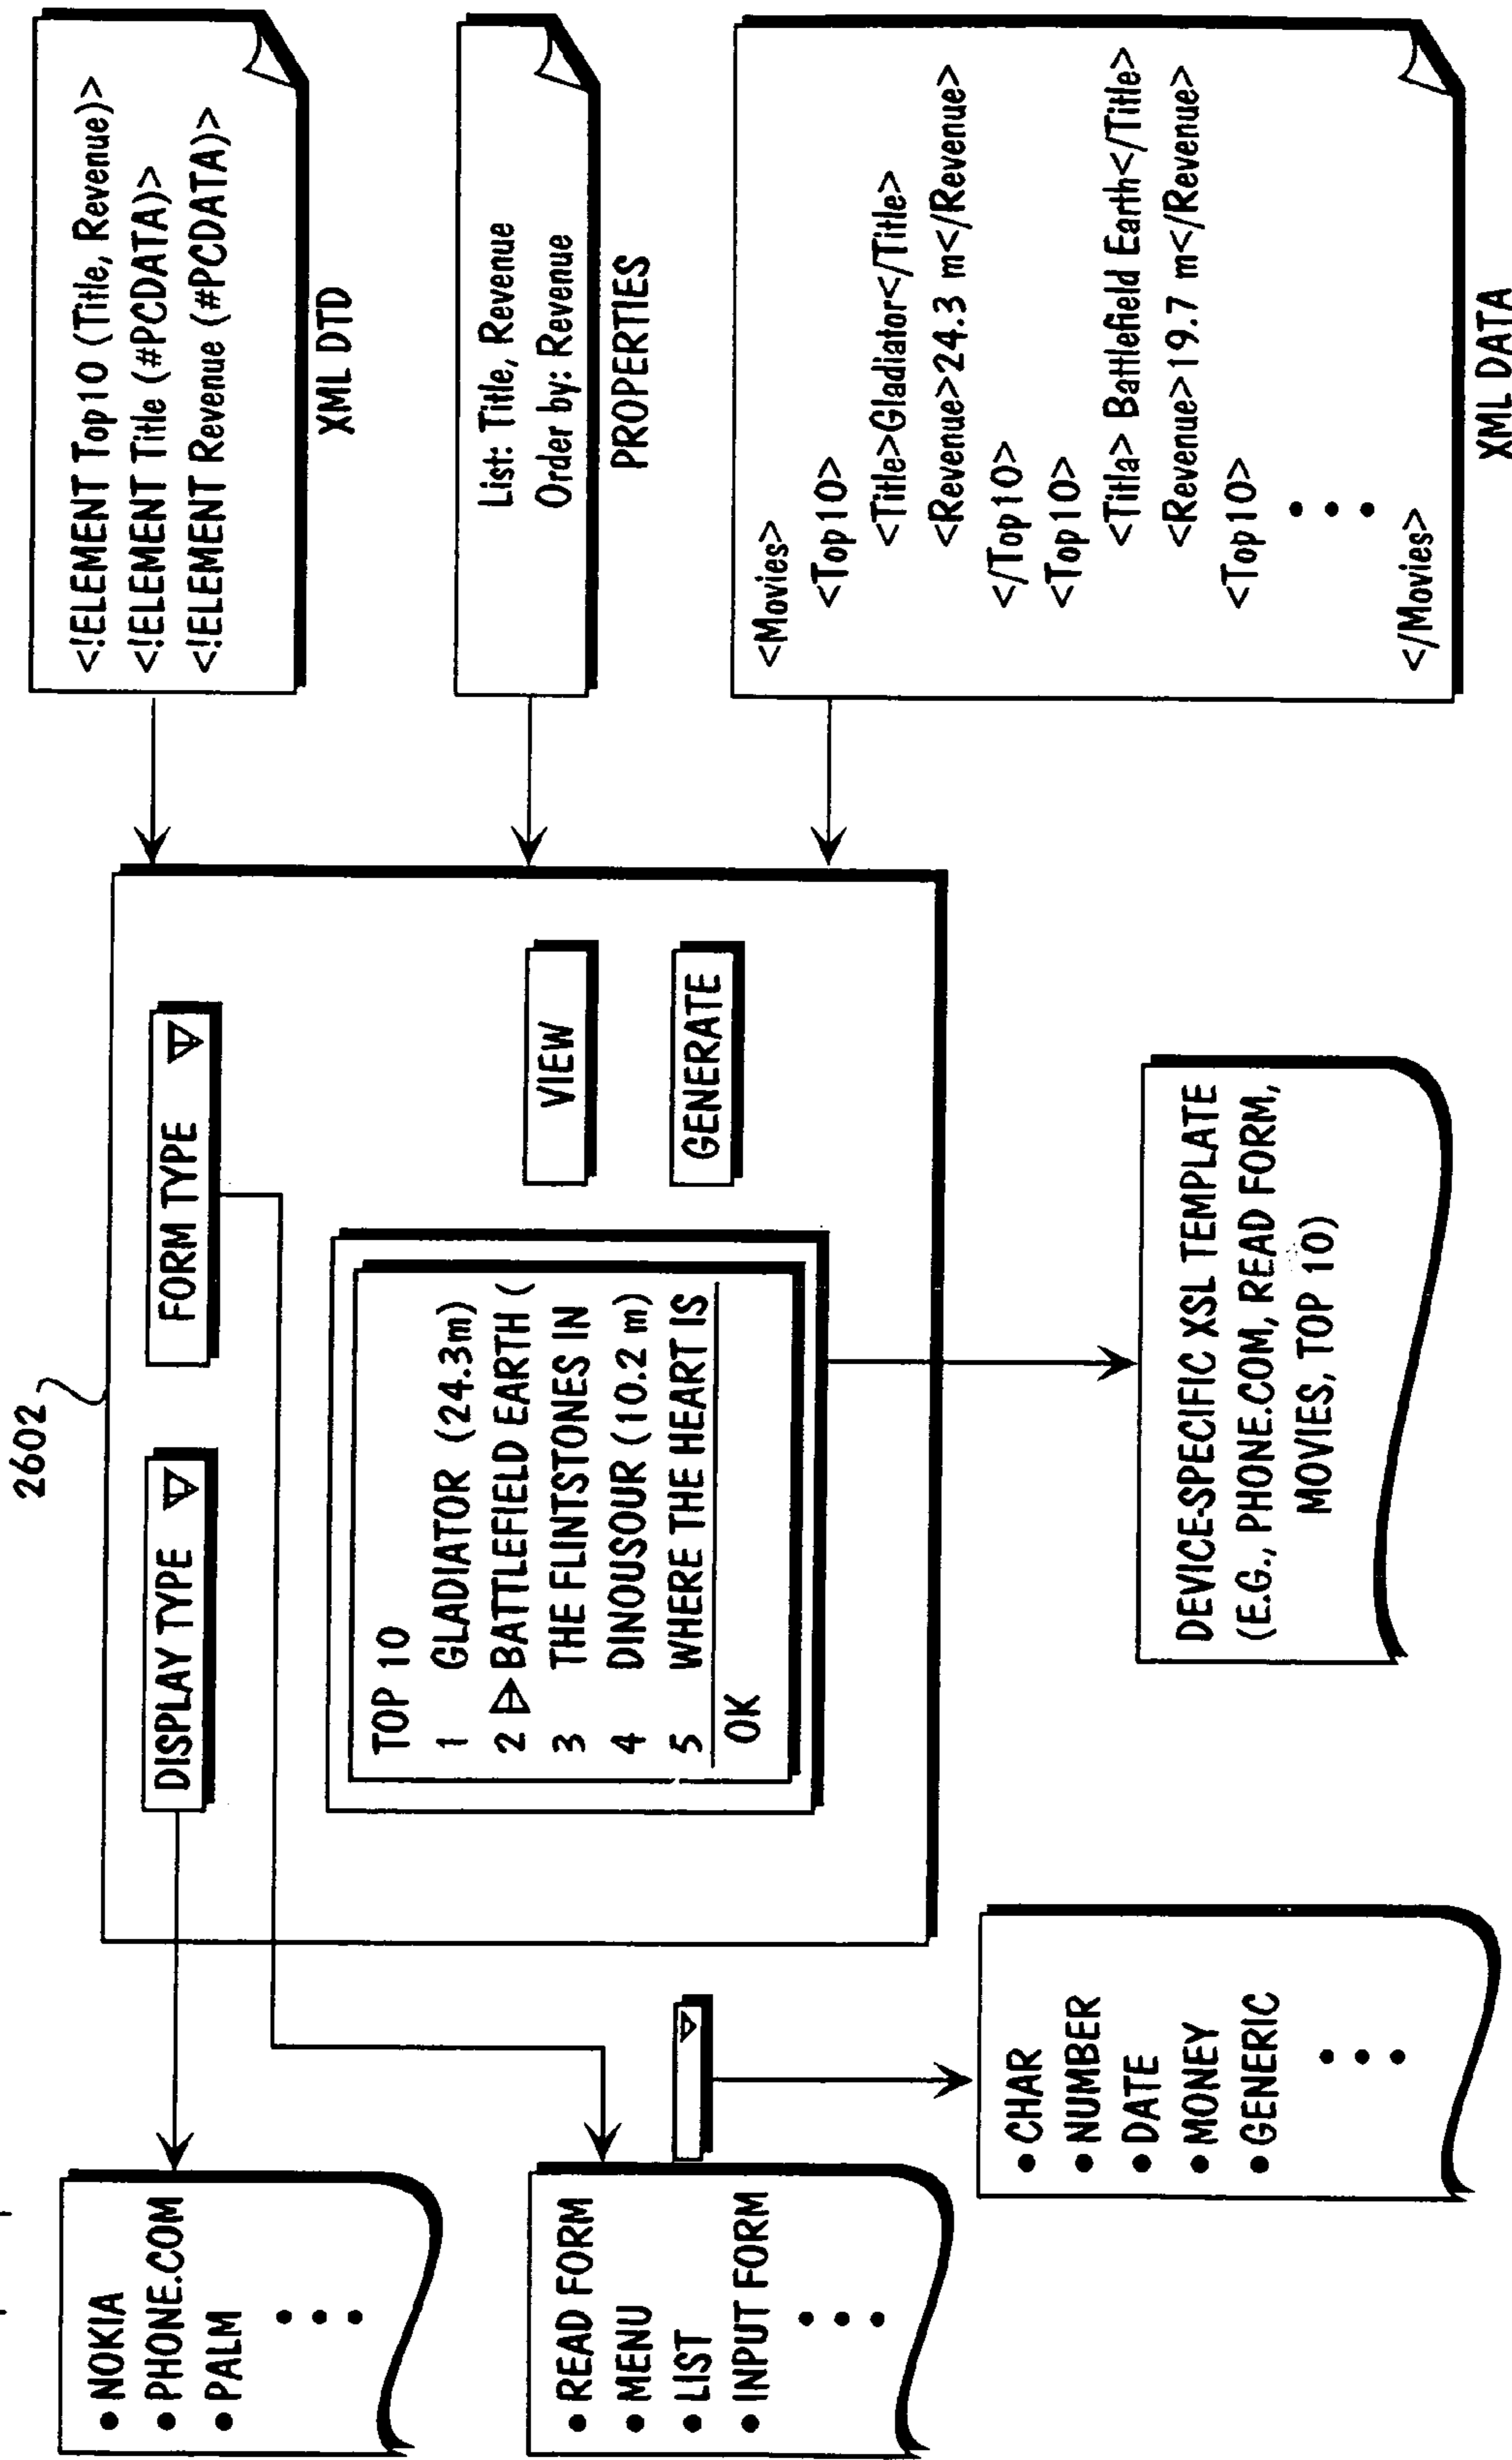 2602
• NOKIA
• PHONE.COM
• PALM
• READ FORM
• MENU
• LIST
• INPUT FORM
• CHAR
• NUMBER
• DATE
• MONEY
• GENERIC
DISPLAY TYPE
FORM TYPE
TOP 10
1 GLADIATOR (24.3m)
2 BATTLEFIELD EARTH (
3 THE FLINTSTONES IN
4 DINOUSOUR (10.2 m)
5 WHERE THE HEART IS
OK
VIEW
GENERATE
DEVICE-SPECIFIC XSL TEMPLATE
(E.G., PHONE.COM, READ FORM,
MOVIES, TOP 10)
<!ELEMENT Top10 (Title, Revenue)>
<!ELEMENT Title (#PCDATA)>
<!ELEMENT Revenue (#PCDATA)>
XML DTD
List: Title, Revenue
Order by: Revenue
PROPERTIES
<Movies>
<Top10>
<Title>Gladiator</Title>
<Revenue>24.3 m</Revenue>
</Top10>
<Top10>
<Titla> Battlefield Earth</Title>
<Revenue>19.7 m</Revenue>
<Top10>
</Movies>
XML DATA